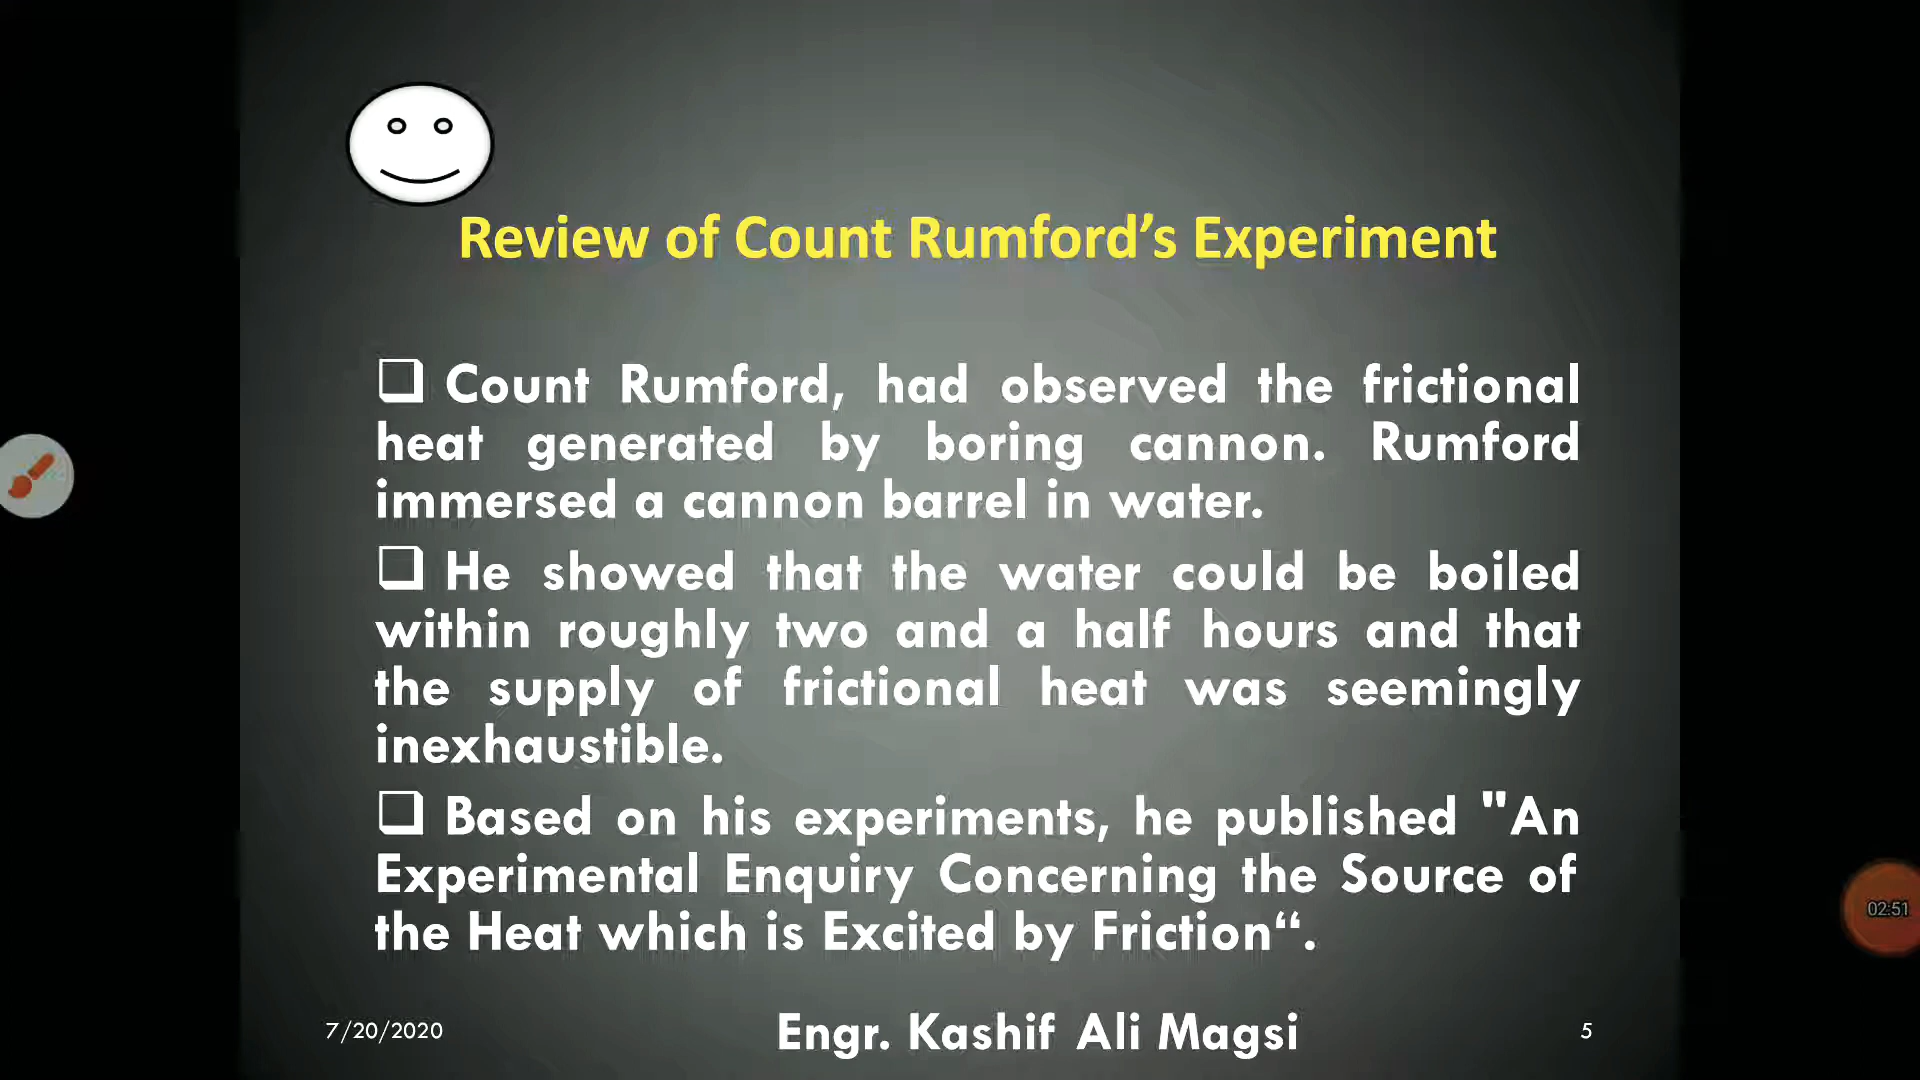 Review of Count Rumford’s Experiment
❑ Count Rumford, had observed the frictional
heat generated by boring cannon. Rumford
immersed a cannon barrel in water.
❑ He showed that the water could be boiled
within roughly two and a half hours and that
the supply of frictional heat was seemingly
inexhaustible.
❑ Based on his experiments, he published "An
Experimental Enquiry Concerning the Source of
the Heat which is Excited by Friction“.
02:51
7/20/2020
Engr. Kashif Ali Magsi
5